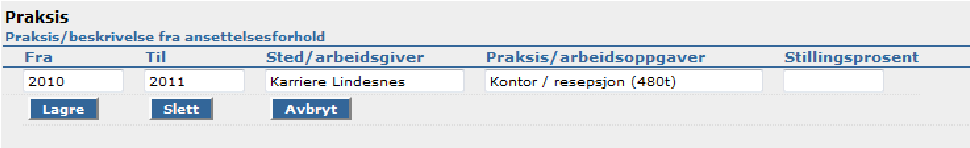 Praksis
Praksis/beskrivelse fra ansettelsesforhold
Fra Til Sted/arbeidsgiver Praksis/arbeidsoppgaver Stillingsprosent
2010 2011 Karriere Lindesnes Kontor / resepsjon (480t)
Lagre Slett Avbryt